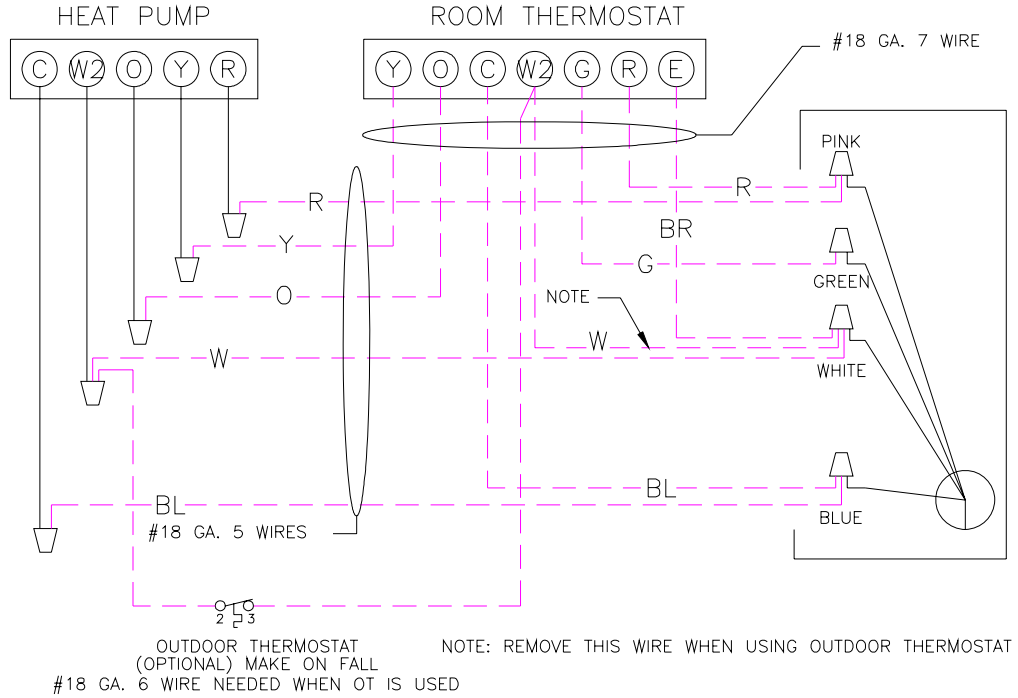 HEAT PUMP
ROOM THERMOSTAT
#18 GA. 7 WIRE
C W2 O Y R
Y O C W2 G R E
PINK
R
R
BR
Y
G
GREEN
O
NOTE
W
W
WHITE
BL
BL
BLUE
#18 GA. 5 WIRES
2 3
OUTDOOR THERMOSTAT
(OPTIONAL) MAKE ON FALL
#18 GA. 6 WIRE NEEDED WHEN OT IS USED
NOTE: REMOVE THIS WIRE WHEN USING OUTDOOR THERMOSTAT